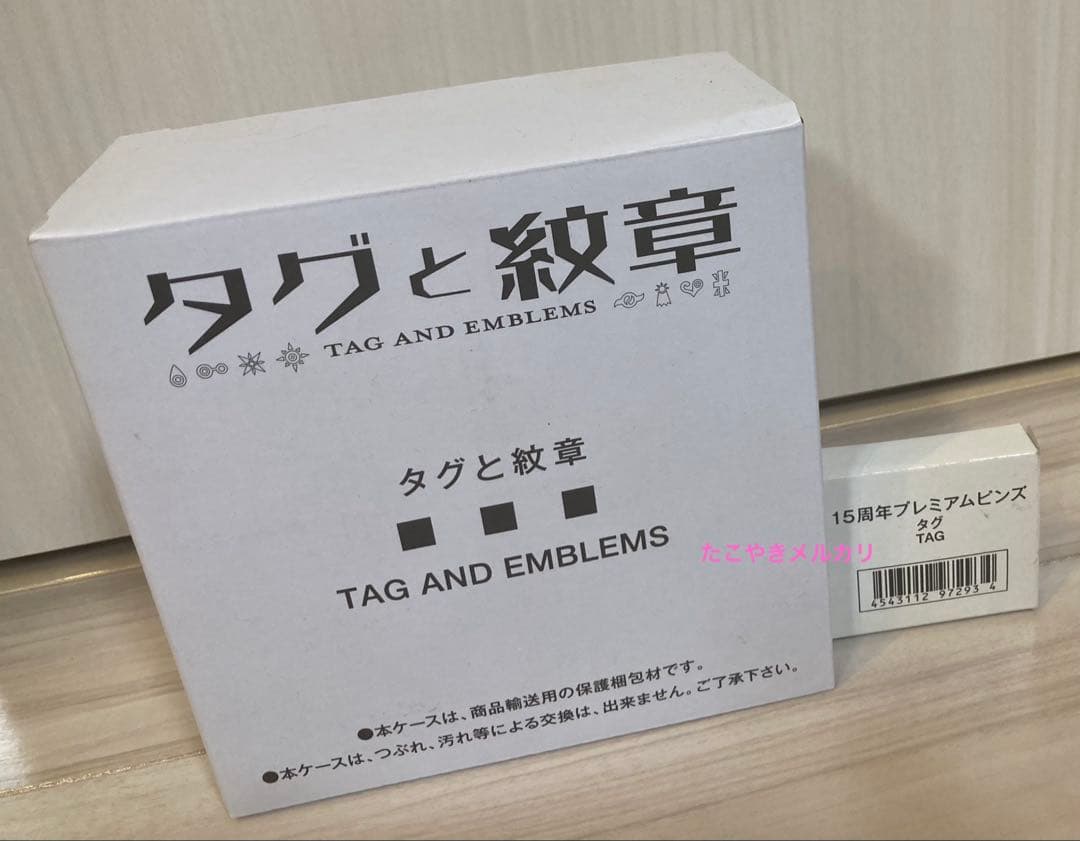 タグと紋章
TAG AND EMBLEMS
タグと紋章
■ ■ ■
TAG AND EMBLEMS
●本ケースは、商品輸送用の保護梱包材です。
●本ケースは、つぶれ、汚れ等による交換は、出来ません。ご了承下さい。
15周年プレミアムピンズ
タグ
TAG
4543112 97293 4
たこやきメルカリ